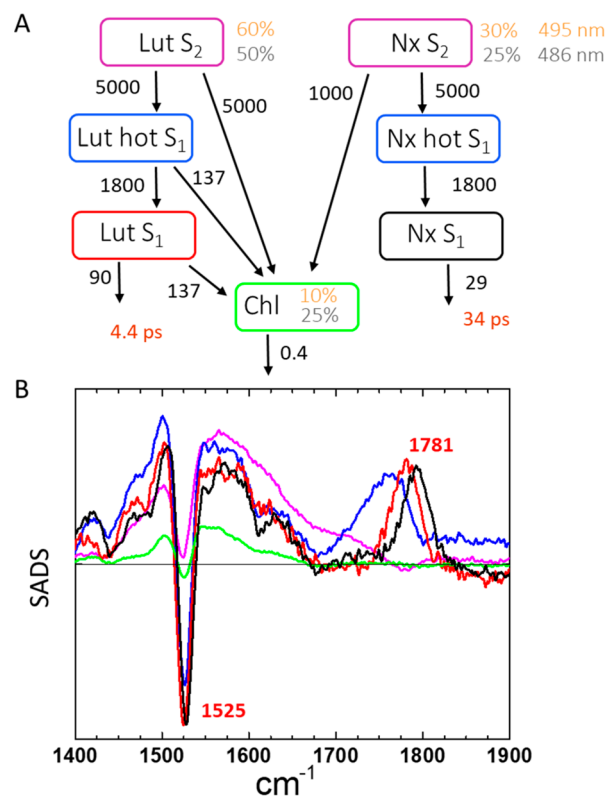 A
Lut S2 60% 50%
Nx S2 30% 495 nm
25% 486 nm
5000 5000 1000 5000
Lut hot S1 Nx hot S1
1800 137 1800
Lut S1 Nx S1
90 137 Chl 10% 25% 29
4.4 ps 0.4 34 ps
B
1781
SADS
1525
1400 1500 1600 1700 1800 1900
cm-1